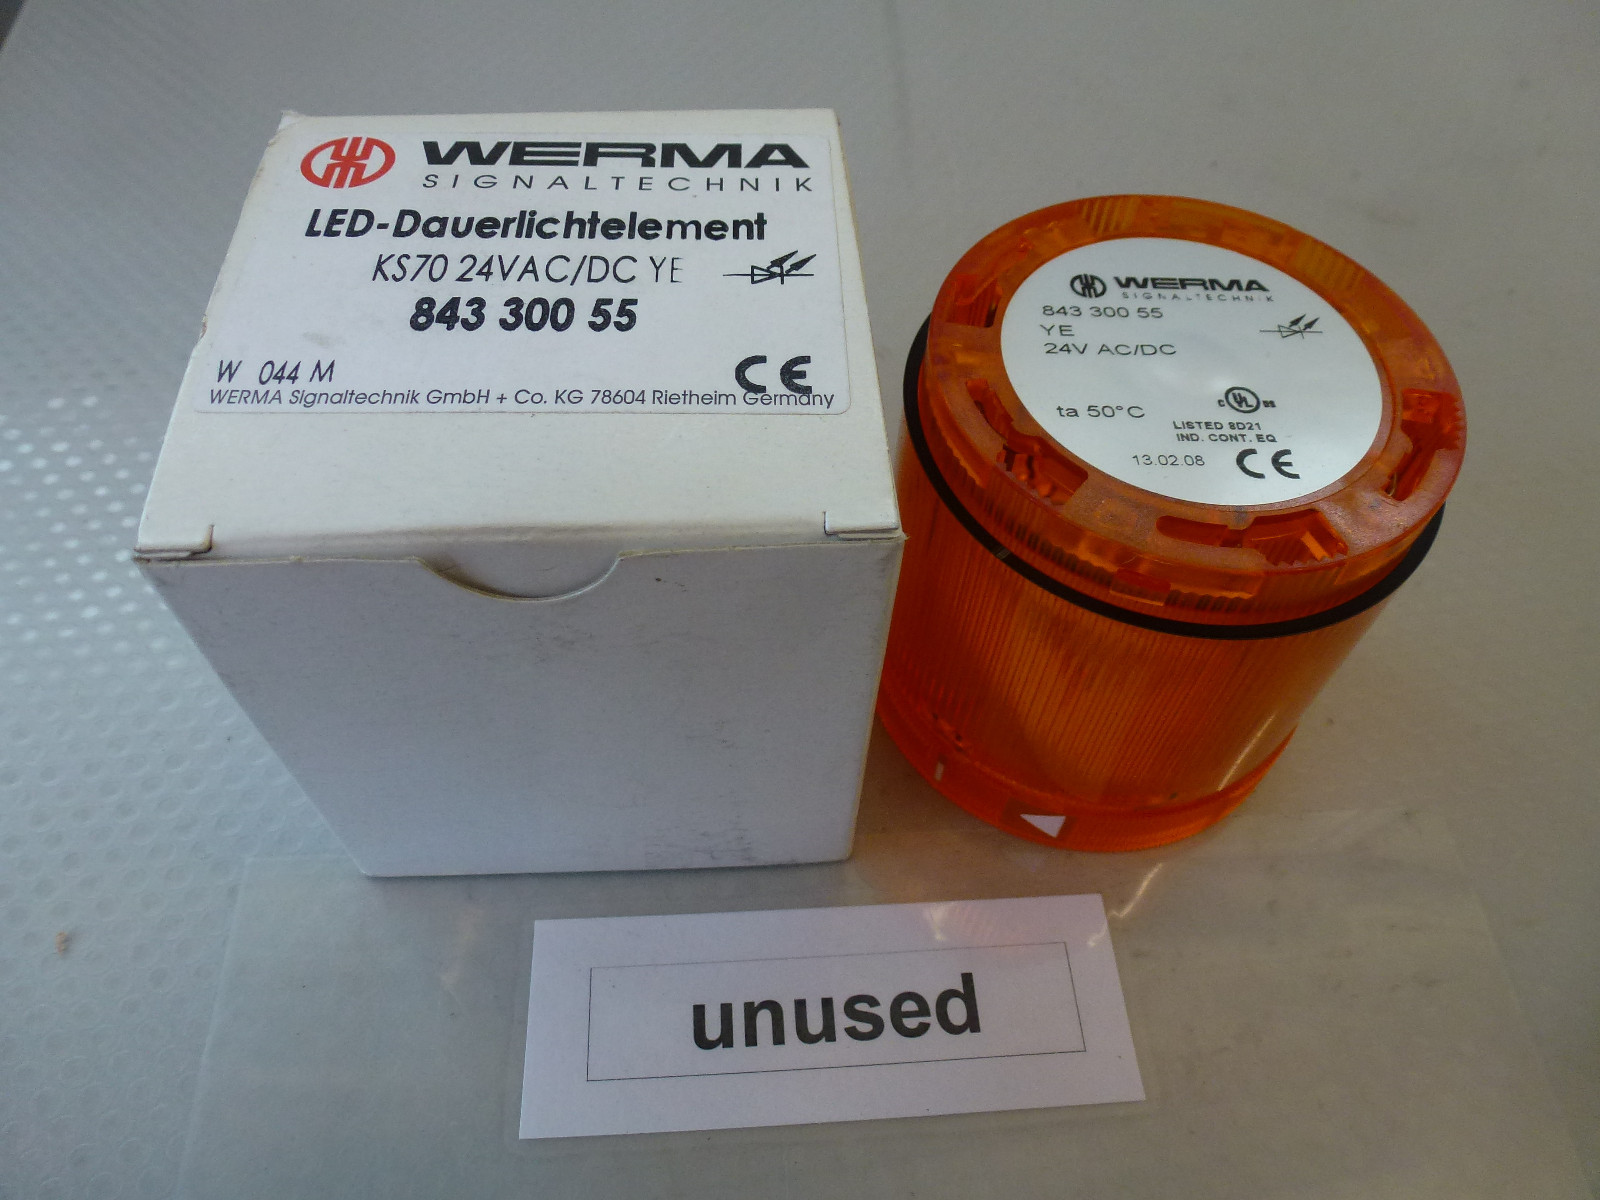 WERMA
SIGNALTECHNIK
LED-Dauerlichtelement
KS70 24VAC/DC YE
843 300 55
W 044 M
CE
WERMA Signaltechnik GmbH + Co. KG 78604 Rietheim Germany
WERMA
SIGNALTECHNIK
843 300 55
YE
24V AC/DC
ta 50°C
c UL us
LISTED 8D21
IND. CONT. EQ
13.02.08
CE
unused